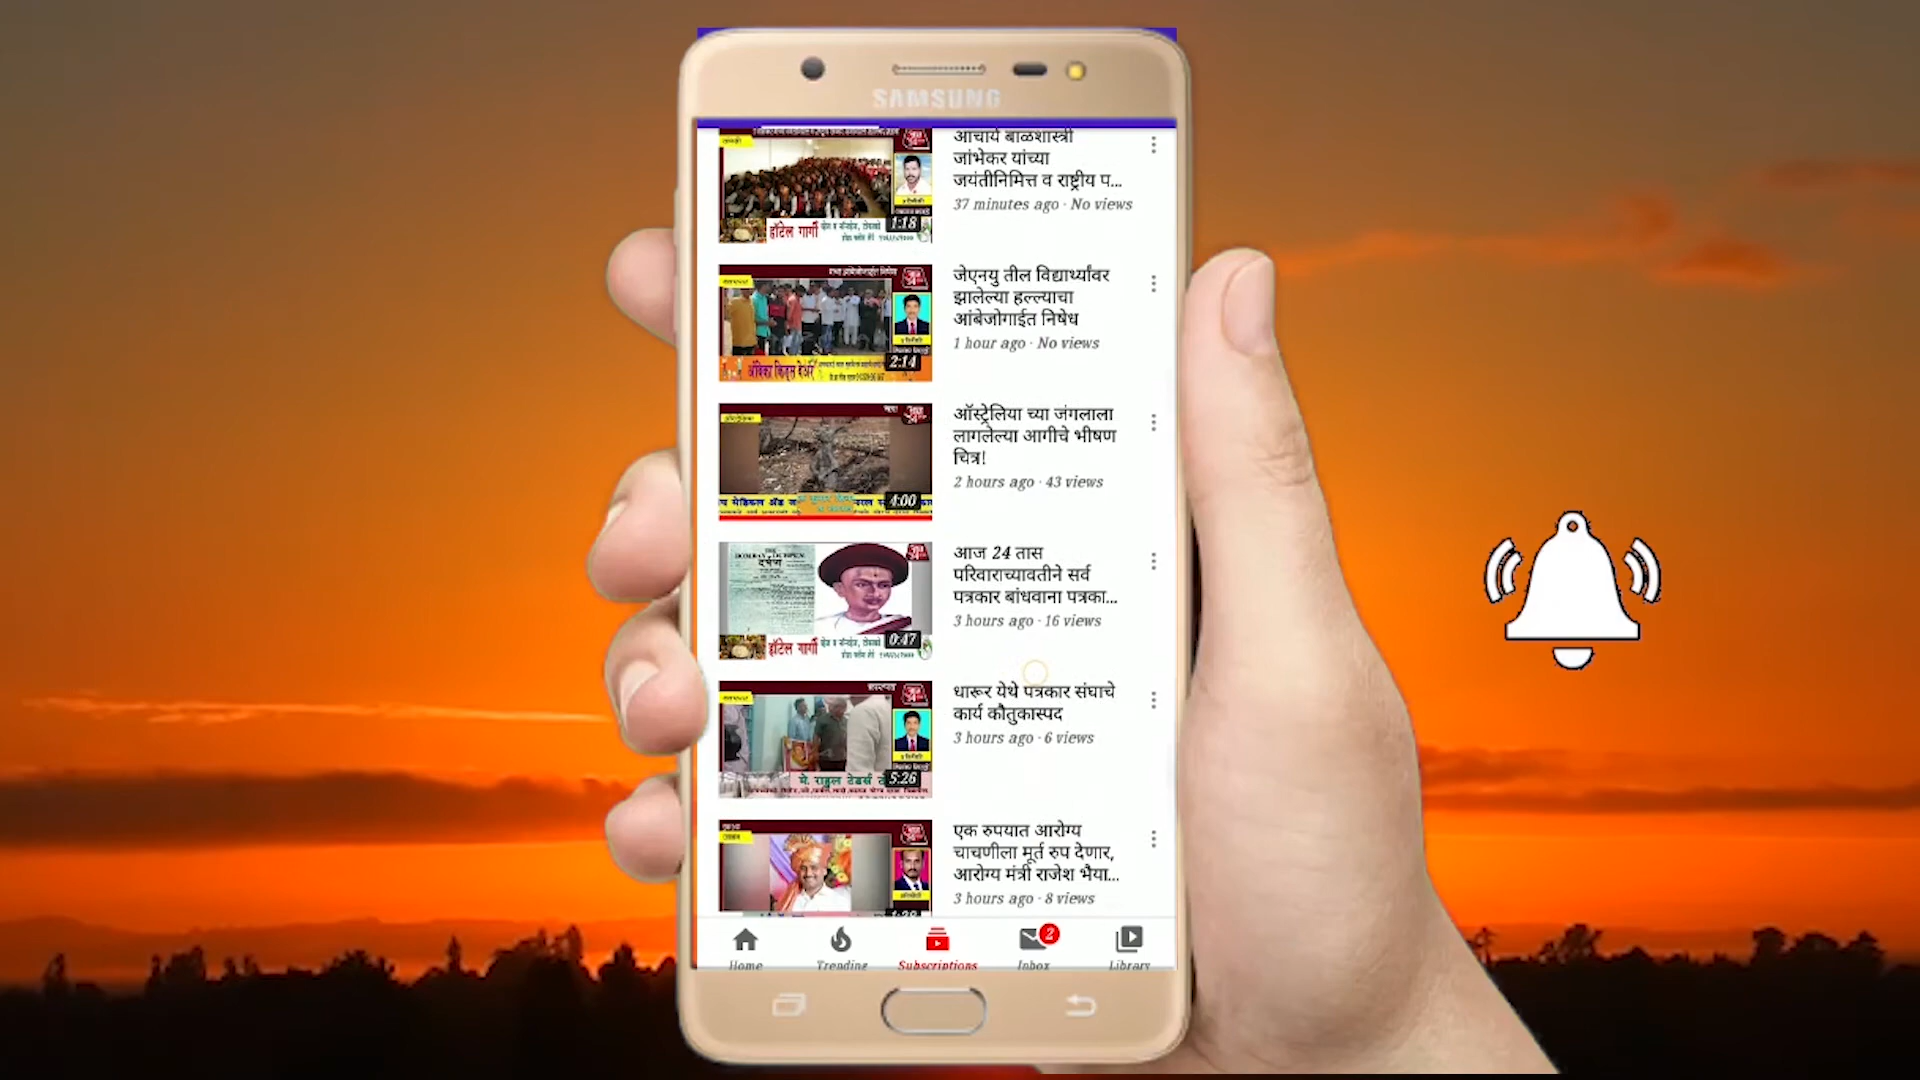 SAMSUNG
आचार्य बाळशास्त्री
जांभेकर यांच्या
जयंतीनिमित्त व राष्ट्रीय प...
37 minutes ago · No views
हॉटेल गार्गी
1:18
जेएनयु तील विद्यार्थ्यांवर
झालेल्या हल्ल्याचा
आंबेजोगाईत निषेध
1 hour ago · No views
2:14
ऑस्ट्रेलिया च्या जंगलाला
लागलेल्या आगीचे भीषण
चित्र!
2 hours ago · 43 views
4:00
आज 24 तास
परिवाराच्यावतीने सर्व
पत्रकार बांधवाना पत्रका...
3 hours ago · 16 views
हॉटेल गार्गी
0:47
धारूर येथे पत्रकार संघाचे
कार्य कौतुकास्पद
3 hours ago · 6 views
मे. राहुल टेडर्स
5:26
एक रुपयात आरोग्य
चाचणीला मूर्त रुप देणार,
आरोग्य मंत्री राजेश भैया...
3 hours ago · 8 views
2
Home Trending Subscriptions Inbox Library